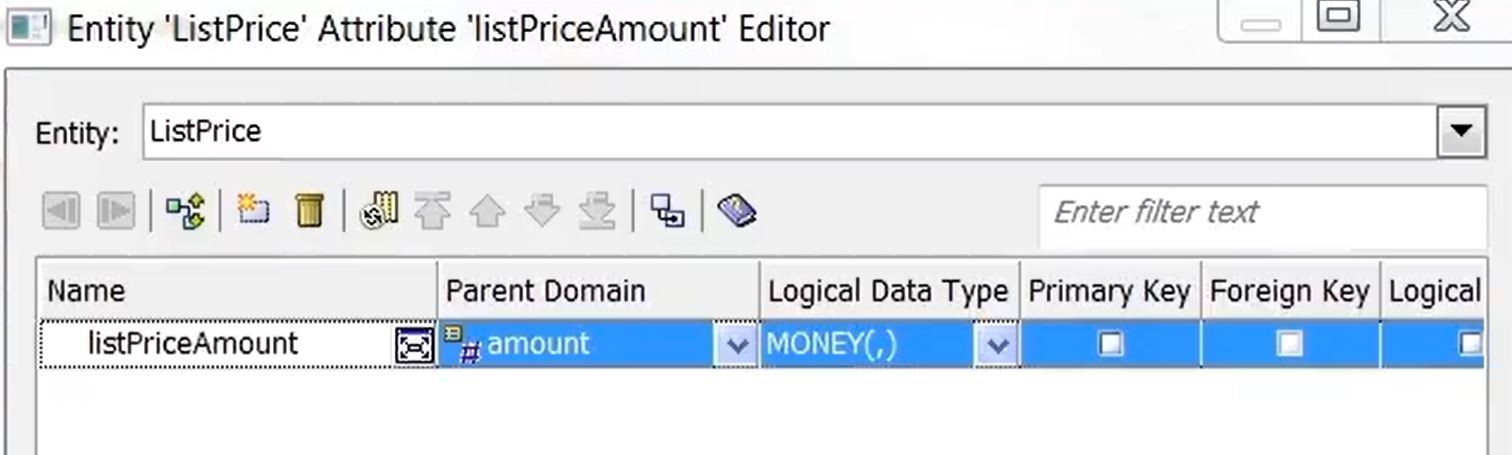 Entity 'ListPrice' Attribute 'listPriceAmount' Editor
Entity: ListPrice
Enter filter text
Name Parent Domain Logical Data Type Primary Key Foreign Key Logical
listPriceAmount amount MONEY(,)